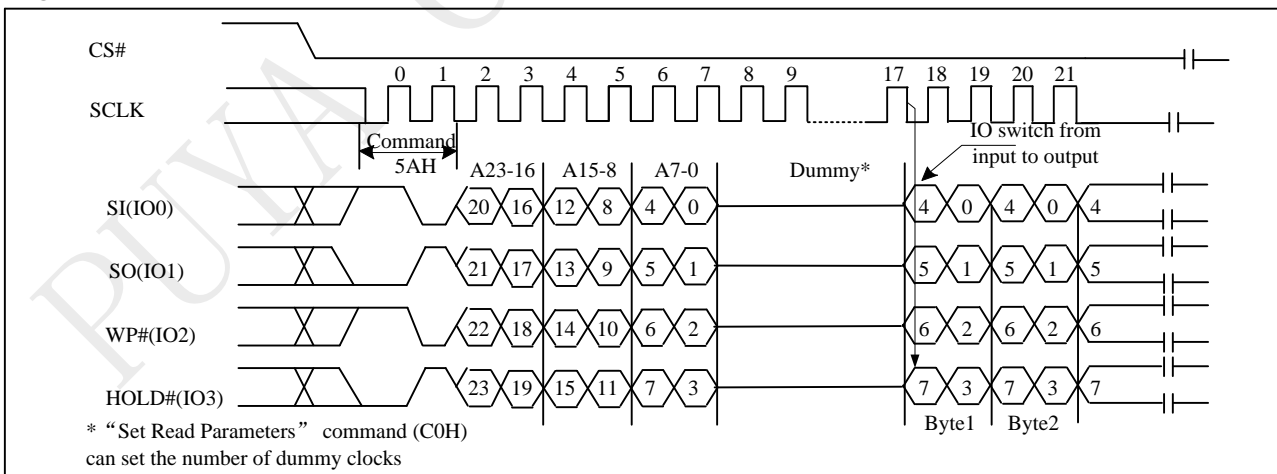 CS#
0 1 2 3 4 5 6 7 8 9 17 18 19 20 21
SCLK
Command
5AH
IO switch from
input to output
A23-16 A15-8 A7-0 Dummy*
SI(IO0) 20 16 12 8 4 0 4 0 4 0 4
SO(IO1) 21 17 13 9 5 1 5 1 5 1 5
WP#(IO2) 22 18 14 10 6 2 6 2 6 2 6
HOLD#(IO3) 23 19 15 11 7 3 7 3 7 3 7
Byte1 Byte2
* “Set Read Parameters” command (C0H)
can set the number of dummy clocks
PUYA